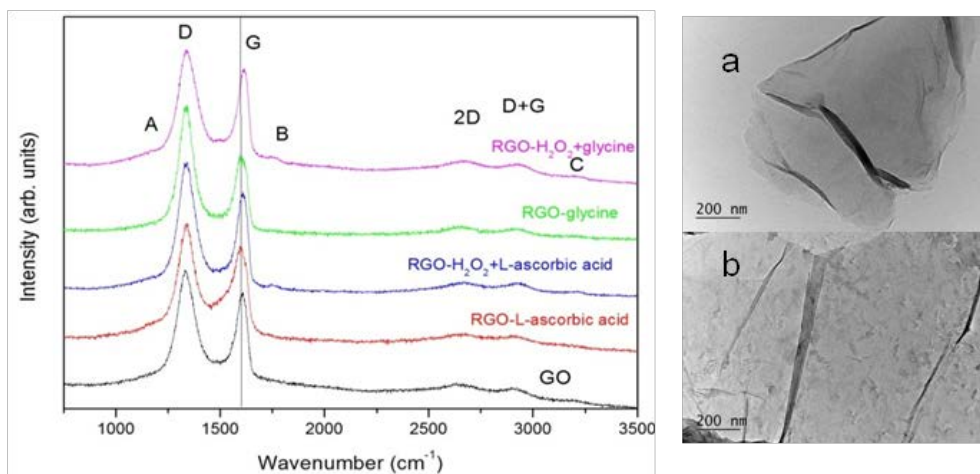 D
G
A
B
2D
D+G
C
RGO-H₂O₂+glycine
RGO-glycine
RGO-H₂O₂+L-ascorbic acid
RGO-L-ascorbic acid
GO
Intensity (arb. units)
1000 1500 2000 2500 3000 3500
Wavenumber (cm⁻¹)
a
200 nm
b
200 nm